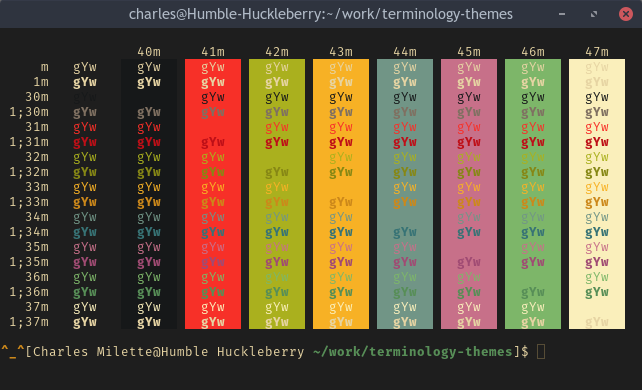 charles@Humble-Huckleberry:~/work/terminology-themes
40m 41m 42m 43m 44m 45m 46m 47m
m gYw gYw gYw gYw gYw gYw gYw gYw gYw
1m gYw gYw gYw gYw gYw gYw gYw gYw gYw
30m gYw gYw gYw gYw gYw gYw gYw
1;30m gYw gYw gYw gYw gYw gYw gYw gYw gYw
31m gYw gYw gYw gYw gYw gYw gYw gYw
1;31m gYw gYw gYw gYw gYw gYw gYw gYw gYw
32m gYw gYw gYw gYw gYw gYw gYw gYw
1;32m gYw gYw gYw gYw gYw gYw gYw gYw gYw
33m gYw gYw gYw gYw gYw gYw gYw gYw
1;33m gYw gYw gYw gYw gYw gYw gYw gYw gYw
34m gYw gYw gYw gYw gYw gYw gYw gYw
1;34m gYw gYw gYw gYw gYw gYw gYw gYw gYw
35m gYw gYw gYw gYw gYw gYw gYw gYw
1;35m gYw gYw gYw gYw gYw gYw gYw gYw gYw
36m gYw gYw gYw gYw gYw gYw gYw gYw
1;36m gYw gYw gYw gYw gYw gYw gYw gYw gYw
37m gYw gYw gYw gYw gYw gYw gYw gYw
1;37m gYw gYw gYw gYw gYw gYw gYw gYw gYw
^_^[Charles Milette@Humble Huckleberry ~/work/terminology-themes]$